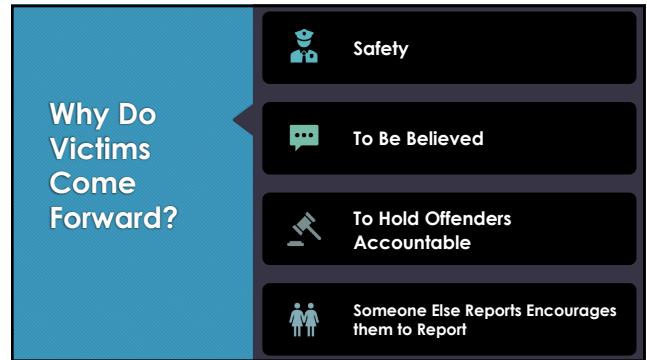 Why Do
Victims
Come
Forward?
Safety
To Be Believed
To Hold Offenders
Accountable
Someone Else Reports Encourages
them to Report